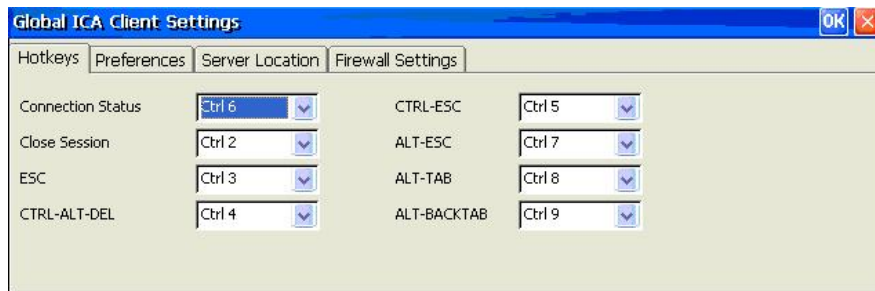 Global ICA Client Settings OK
Hotkeys Preferences Server Location Firewall Settings
Connection Status Ctrl 6 CTRL-ESC Ctrl 5
Close Session Ctrl 2 ALT-ESC Ctrl 7
ESC Ctrl 3 ALT-TAB Ctrl 8
CTRL-ALT-DEL Ctrl 4 ALT-BACKTAB Ctrl 9